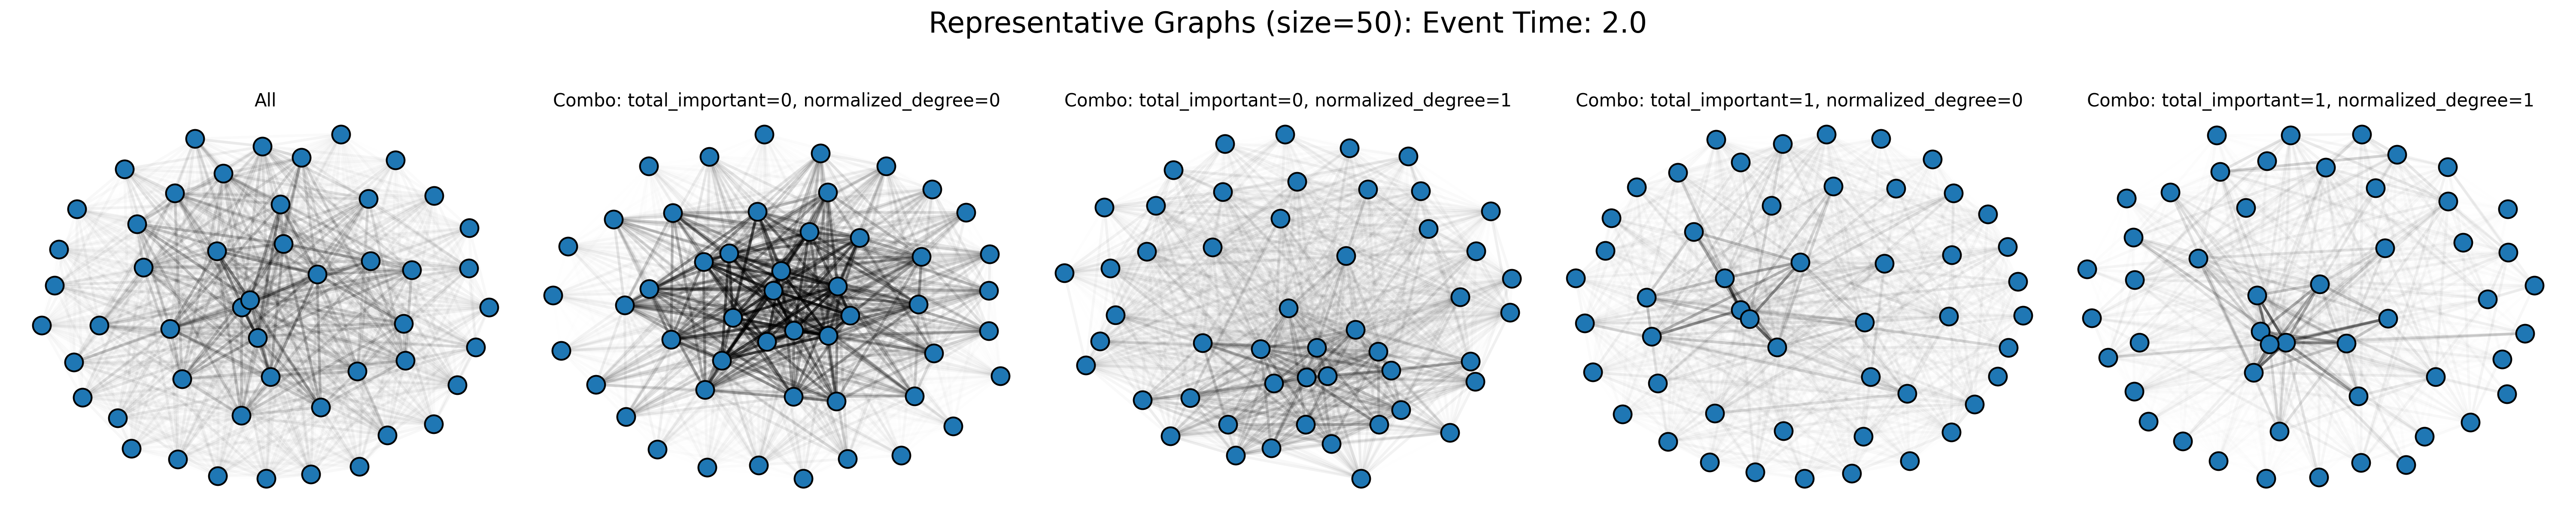 Representative Graphs (size=50): Event Time: 2.0
All
Combo: total_important=0, normalized_degree=0
Combo: total_important=0, normalized_degree=1
Combo: total_important=1, normalized_degree=0
Combo: total_important=1, normalized_degree=1